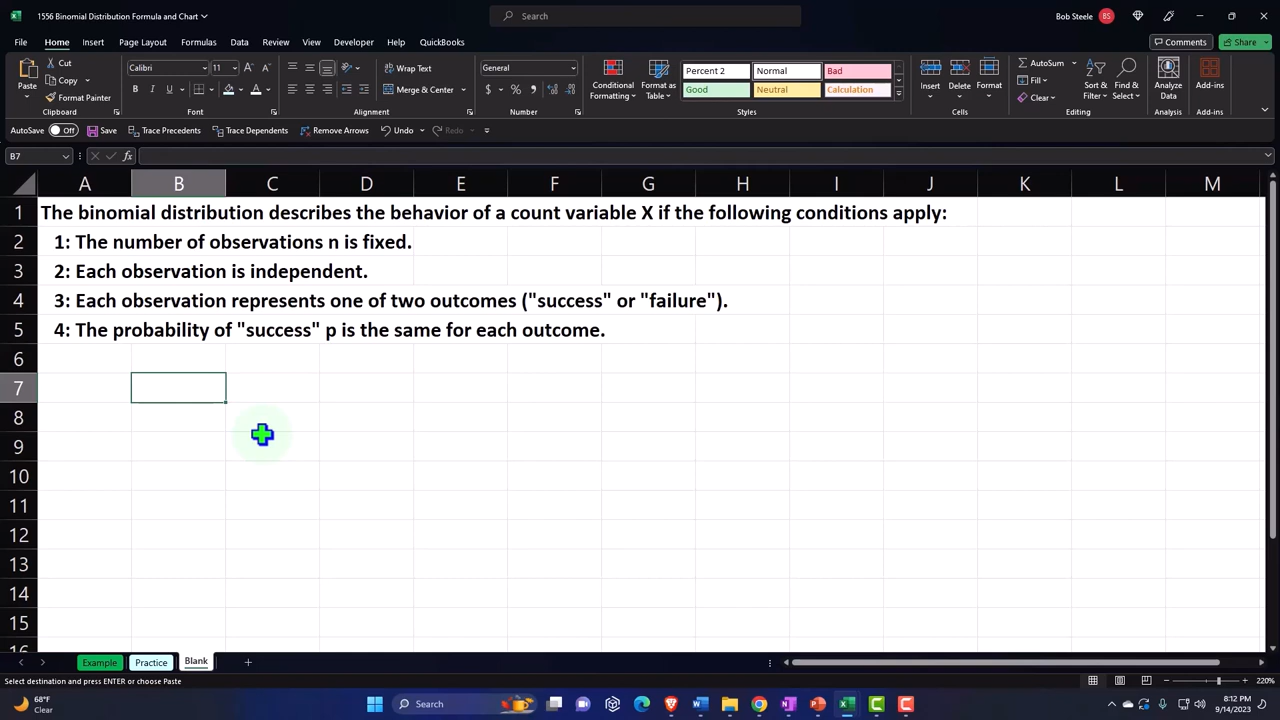 1556 Binomial Distribution Formula and Chart
Search
Bob Steele
BS
File Home Insert Page Layout Formulas Data Review View Developer Help QuickBooks
Comments
Share
Paste
Cut
Copy
Format Painter
Clipboard
Calibri
11
B I U
Font
Wrap Text
Merge & Center
Alignment
General
$ %
Number
Conditional Formatting
Format as Table
Percent 2
Normal
Bad
Good
Neutral
Calculation
Styles
Insert
Delete
Format
Cells
AutoSum
Fill
Clear
Sort & Filter
Find & Select
Editing
Analyze Data
Analysis
Add-ins
Add-ins
AutoSave Off Save Trace Precedents Trace Dependents Remove Arrows Undo Redo
B7
fx
A B C D E F G H I J K L M
1 The binomial distribution describes the behavior of a count variable X if the following conditions apply:
2 1: The number of observations n is fixed.
3 2: Each observation is independent.
4 3: Each observation represents one of two outcomes ("success" or "failure").
5 4: The probability of "success" p is the same for each outcome.
6
7
8
9
10
11
12
13
14
15
16
Example Practice Blank
Select destination and press ENTER or choose Paste
220%
68°F
Clear
Search
8:12 PM
9/14/2023